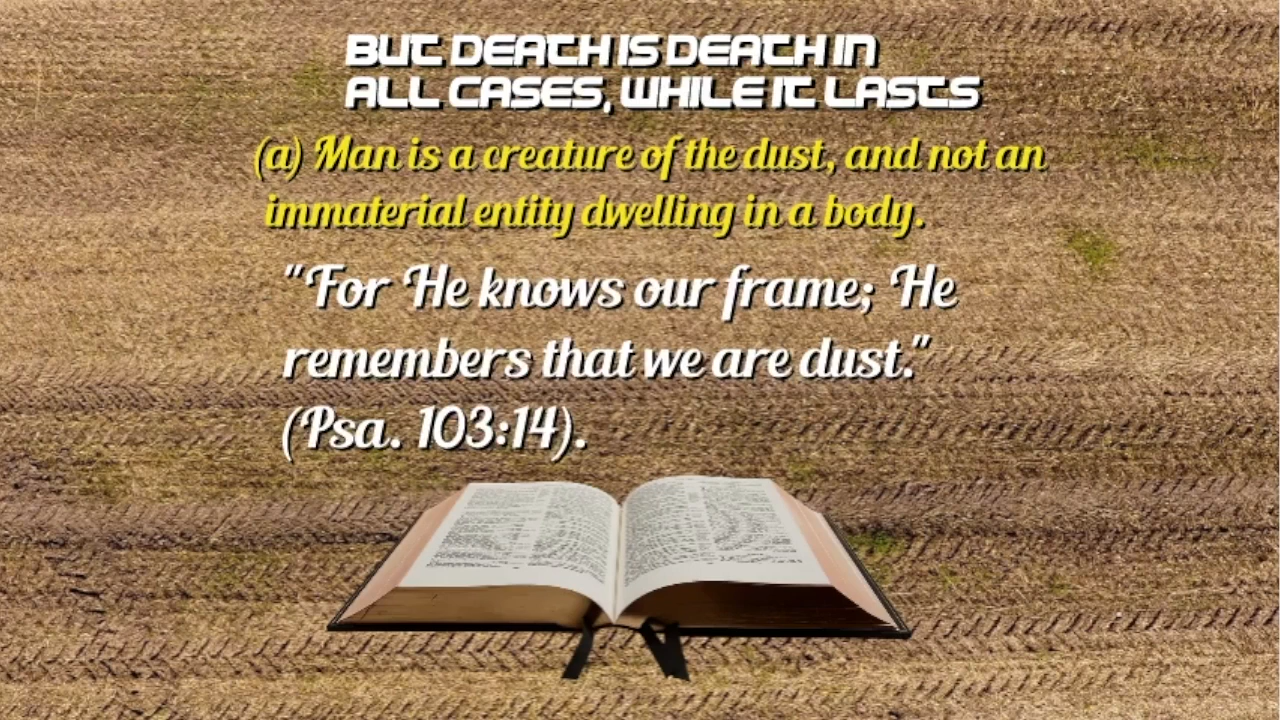 BUT DEATH IS DEATH IN
ALL CASES, WHILE IT LASTS
(a) Man is a creature of the dust, and not an
immaterial entity dwelling in a body.
"For He knows our frame; He
remembers that we are dust."
(Psa. 103:14).